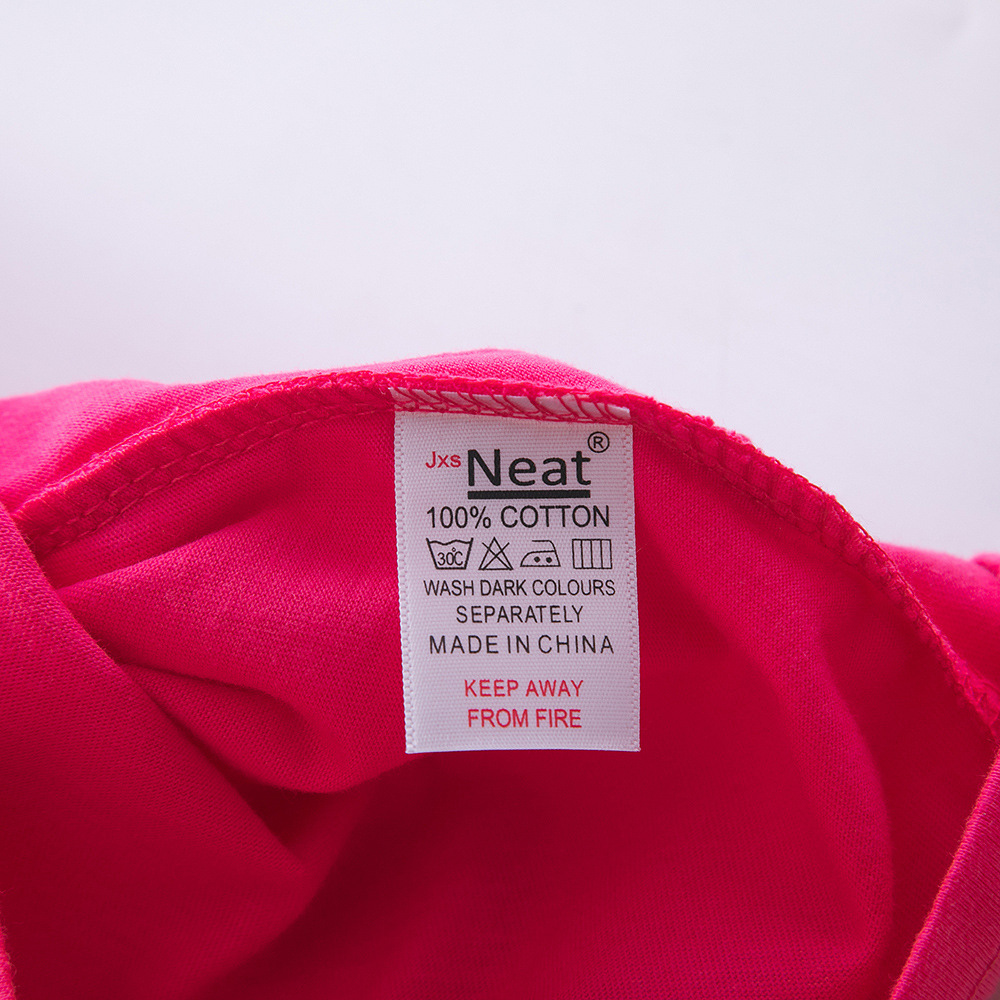 Jxs Neat®
100% COTTON
30℃
WASH DARK COLOURS
SEPARATELY
MADE IN CHINA
KEEP AWAY
FROM FIRE